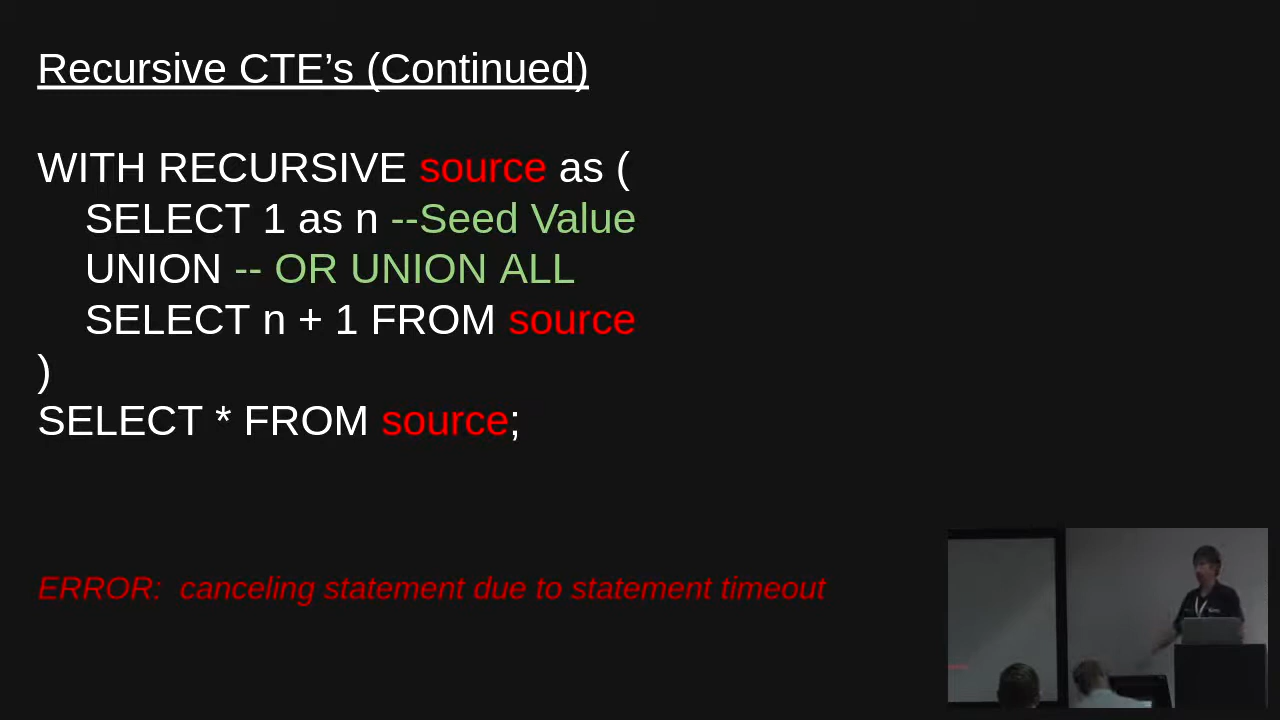 Recursive CTE’s (Continued)
WITH RECURSIVE source as (
SELECT 1 as n --Seed Value
UNION -- OR UNION ALL
SELECT n + 1 FROM source
)
SELECT * FROM source;
ERROR:  canceling statement due to statement timeout